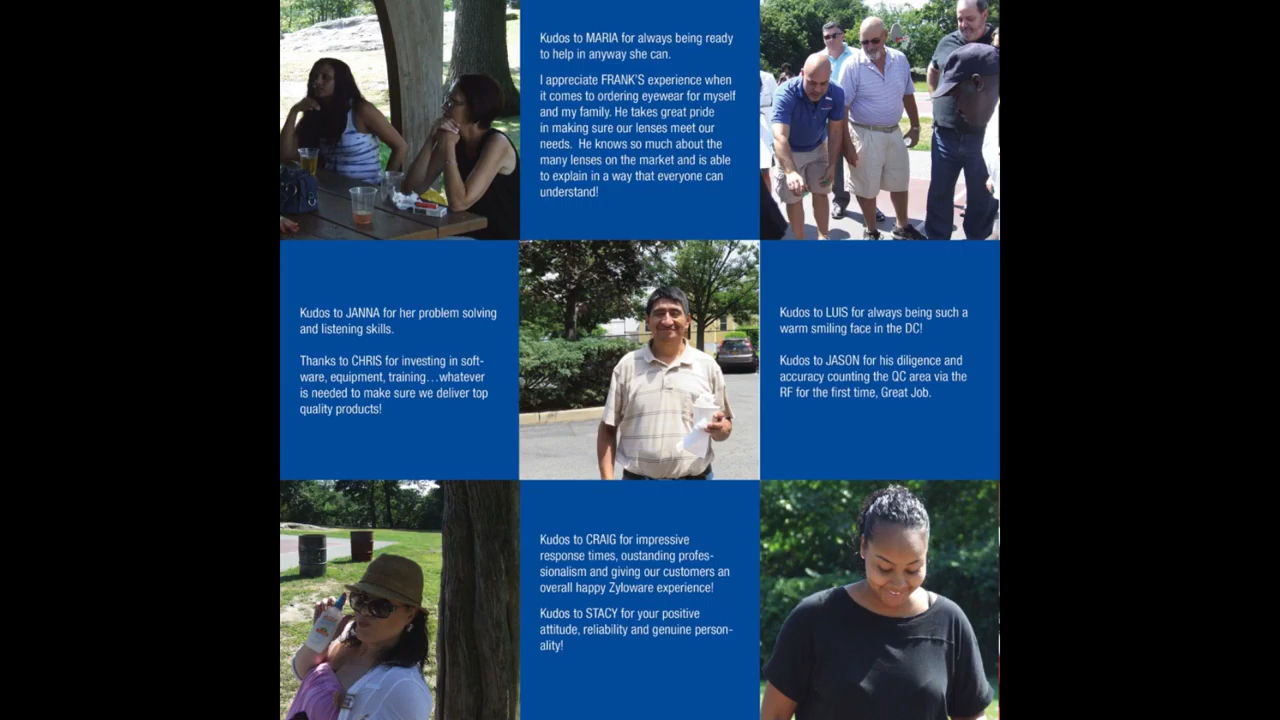 Kudos to MARIA for always being ready
to help in anyway she can.
I appreciate FRANK'S experience when
it comes to ordering eyewear for myself
and my family. He takes great pride
in making sure our lenses meet our
needs.  He knows so much about the
many lenses on the market and is able
to explain in a way that everyone can
understand!
Kudos to JANNA for her problem solving
and listening skills.
Thanks to CHRIS for investing in soft-
ware, equipment, training…whatever
is needed to make sure we deliver top
quality products!
Kudos to LUIS for always being such a
warm smiling face in the DC!
Kudos to JASON for his diligence and
accuracy counting the QC area via the
RF for the first time, Great Job.
Kudos to CRAIG for impressive
response times, oustanding profes-
sionalism and giving our customers an
overall happy Zyloware experience!
Kudos to STACY for your positive
attitude, reliability and genuine person-
ality!